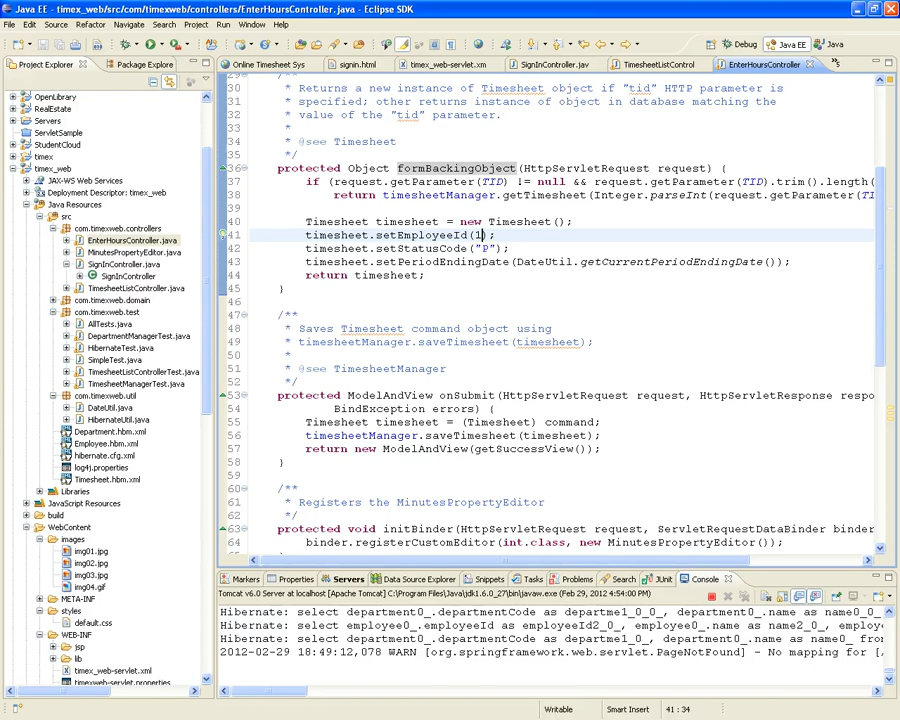 Java EE - timex_web/src/com/timexweb/controllers/EnterHoursController.java - Eclipse SDK
File Edit Source Refactor Navigate Search Project Run Window Help
Debug Java EE Java
Project Explorer Package Explorer
OpenLibrary
RealEstate
Servers
ServletSample
StudentCloud
timex
timex_web
JAX-WS Web Services
Deployment Descriptor: timex_web
Java Resources
src
com.timexweb.controllers
EnterHoursController.java
MinutesPropertyEditor.java
SignInController.java
SignInController
TimesheetListController.java
com.timexweb.domain
com.timexweb.test
AllTests.java
DepartmentManagerTest.java
HibernateTest.java
SimpleTest.java
TimesheetListControllerTest.java
TimesheetManagerTest.java
com.timexweb.util
DateUtil.java
HibernateUtil.java
Department.hbm.xml
Employee.hbm.xml
hibernate.cfg.xml
log4j.properties
Timesheet.hbm.xml
Libraries
JavaScript Resources
build
WebContent
images
img01.jpg
img02.jpg
img03.jpg
img04.gif
META-INF
styles
default.css
WEB-INF
jsp
lib
timex_web-servlet.xml
timexweb-servlet.properties
Online Timesheet Sys signin.html timex_web-servlet.xm SignInController.jav TimesheetListControl EnterHoursController
29 /**
30 * Returns a new instance of Timesheet object if "tid" HTTP parameter is
31 * specified; other returns instance of object in database matching the
32 * value of the "tid" parameter.
33 *
34 * @see Timesheet
35 */
36 protected Object formBackingObject(HttpServletRequest request) {
37 if (request.getParameter(TID) != null && request.getParameter(TID).trim().length(
38 return timesheetManager.getTimesheet(Integer.parseInt(request.getParameter(TI
39
40 Timesheet timesheet = new Timesheet();
41 timesheet.setEmployeeId(1);
42 timesheet.setStatusCode("P");
43 timesheet.setPeriodEndingDate(DateUtil.getCurrentPeriodEndingDate());
44 return timesheet;
45 }
46
47 /**
48 * Saves Timesheet command object using
49 * timesheetManager.saveTimesheet(timesheet);
50 *
51 * @see TimesheetManager
52 */
53 protected ModelAndView onSubmit(HttpServletRequest request, HttpServletResponse respo
54 BindException errors) {
55 Timesheet timesheet = (Timesheet) command;
56 timesheetManager.saveTimesheet(timesheet);
57 return new ModelAndView(getSuccessView());
58 }
59
60 /**
61 * Registers the MinutesPropertyEditor
62 */
63 protected void initBinder(HttpServletRequest request, ServletRequestDataBinder binder
64 binder.registerCustomEditor(int.class, new MinutesPropertyEditor());
Markers Properties Servers Data Source Explorer Snippets Tasks Problems Search JUnit Console
Tomcat v6.0 Server at localhost [Apache Tomcat] C:\Program Files\Java\jdk1.6.0_27\bin\javaw.exe (Feb 29, 2012 4:54:00 PM)
Hibernate: select department0_.departmentCode as departme1_0_0_, department0_.name as name0_0_
Hibernate: select employee0_.employeeId as employeeId2_0_, employee0_.name as name2_0_, employe
Hibernate: select department0_.departmentCode as departme1_0_, department0_.name as name0_ from
2012-02-29 18:49:12,078 WARN [org.springframework.web.servlet.PageNotFound] - No mapping for [/
Writable Smart Insert 41 : 34